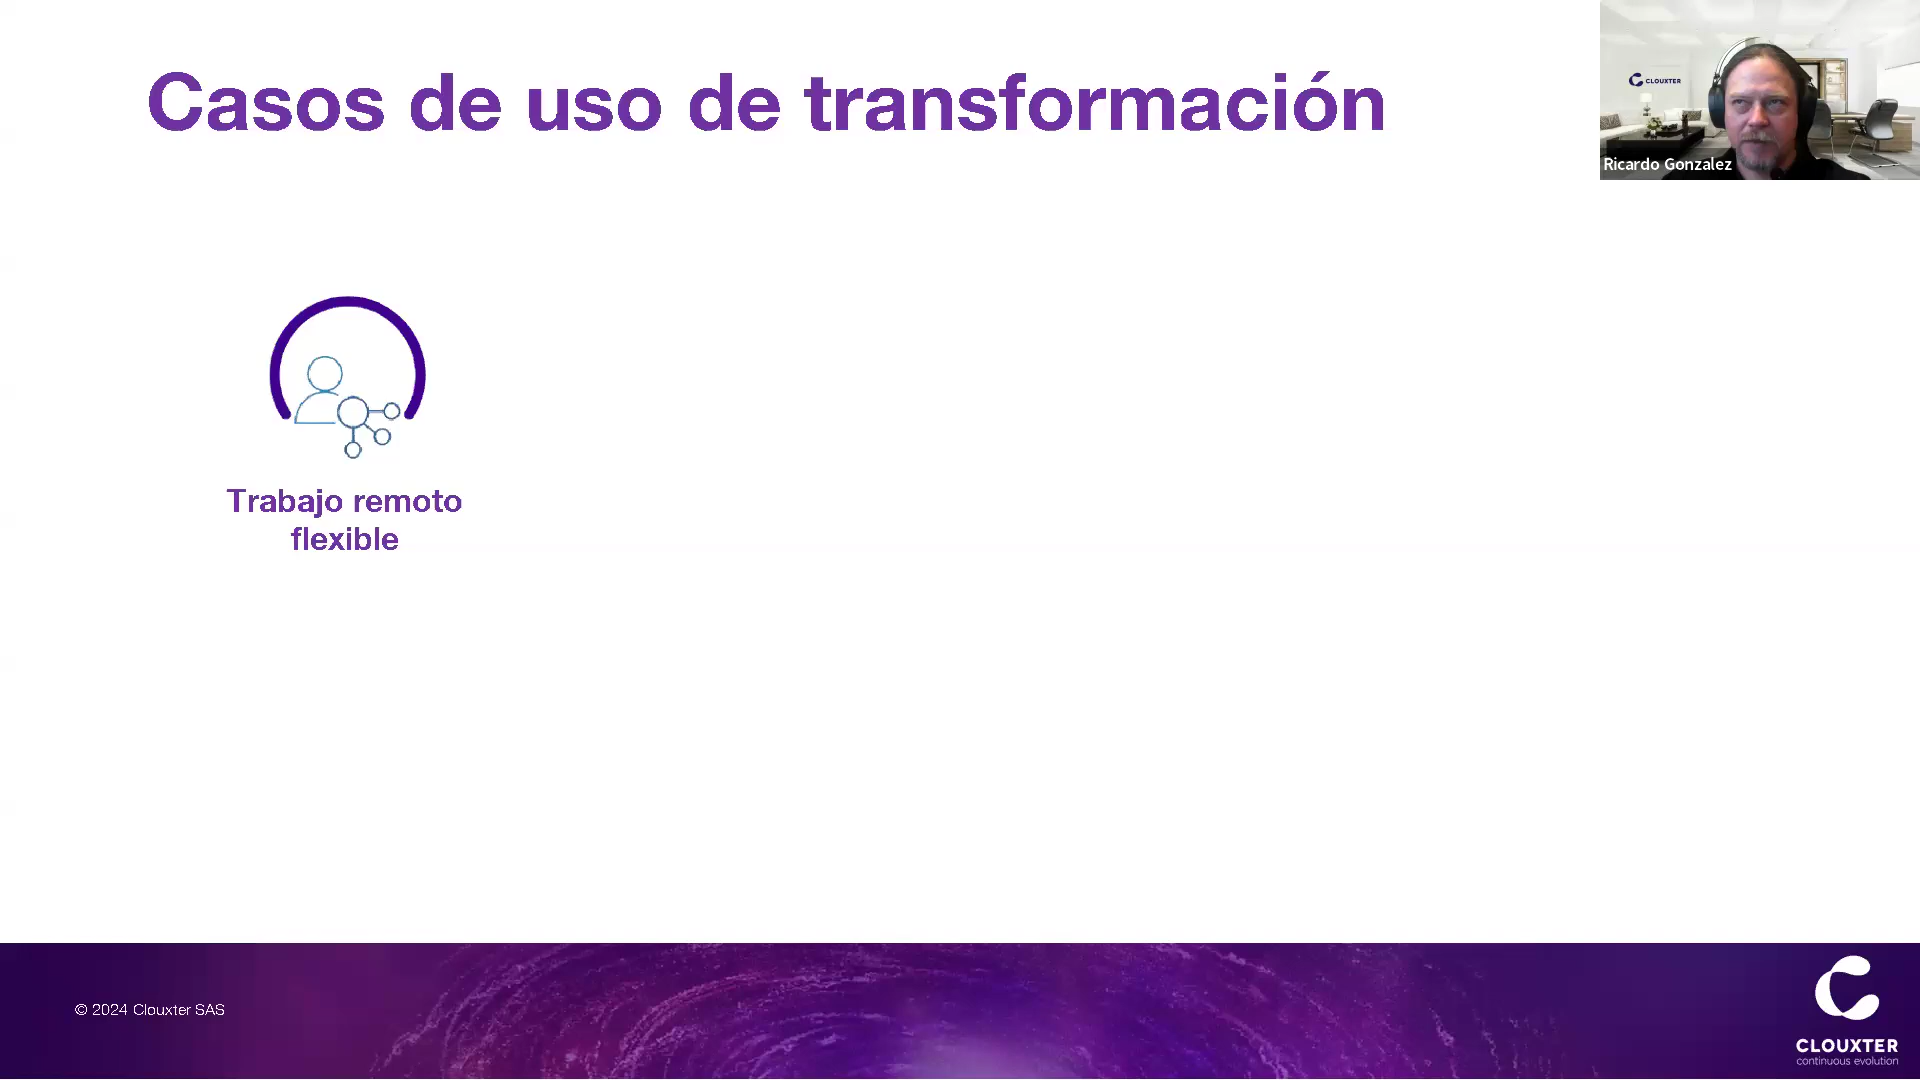 Casos de uso de transformación
CLOUXTER
Ricardo Gonzalez
Trabajo remoto
flexible
© 2024 Clouxter SAS
CLOUXTER
continuous evolution